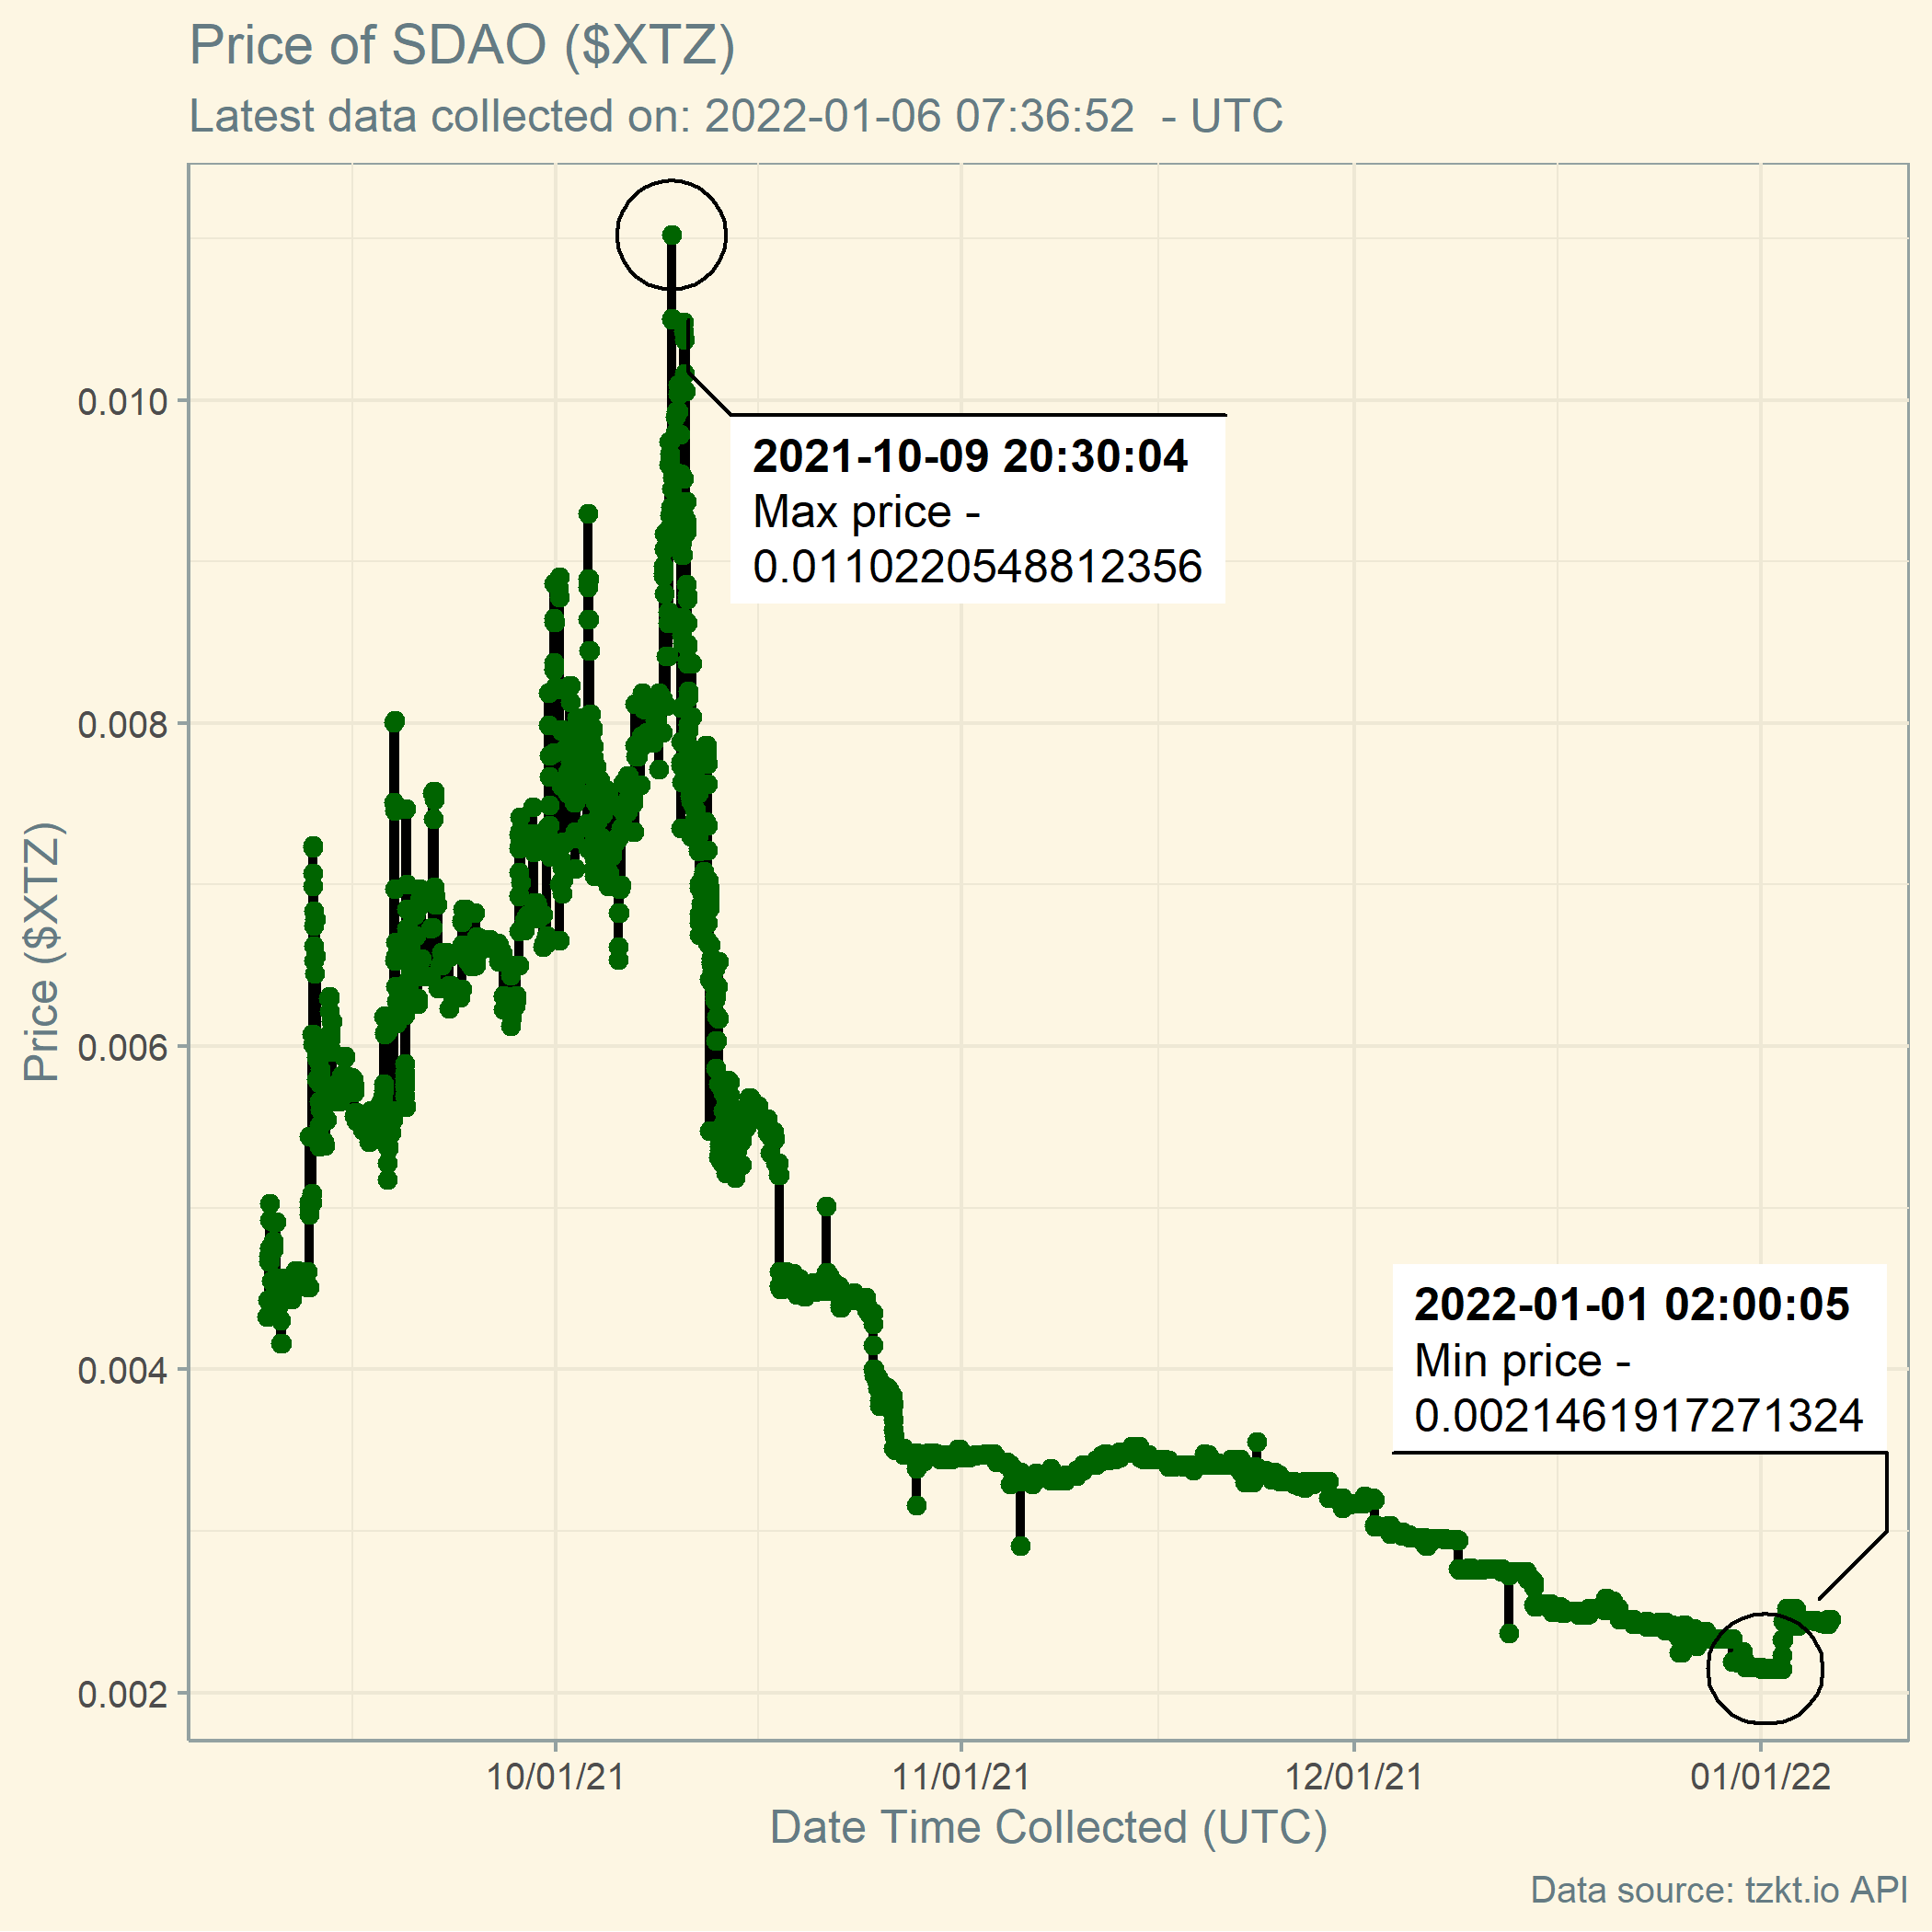 Price of SDAO ($XTZ)
Latest data collected on: 2022-01-06 07:36:52  - UTC
Price ($XTZ)
0.010
0.008
0.006
0.004
0.002
2021-10-09 20:30:04
Max price -
0.0110220548812356
2022-01-01 02:00:05
Min price -
0.00214619172713​24
10/01/21
11/01/21
12/01/21
01/01/22
Date Time Collected (UTC)
Data source: tzkt.io API